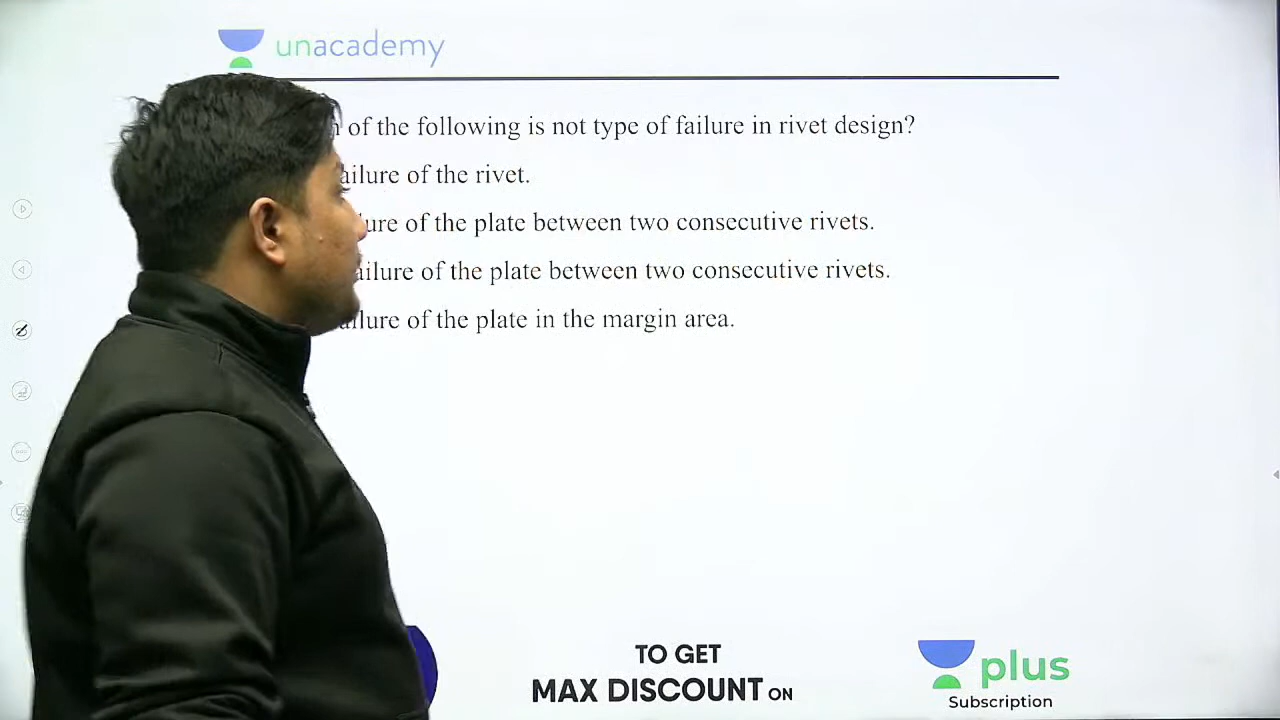 unacademy
of the following is not type of failure in rivet design?
ailure of the rivet.
ure of the plate between two consecutive rivets.
ailure of the plate between two consecutive rivets.
ailure of the plate in the margin area.
TO GET
MAX DISCOUNT ON
plus
Subscription